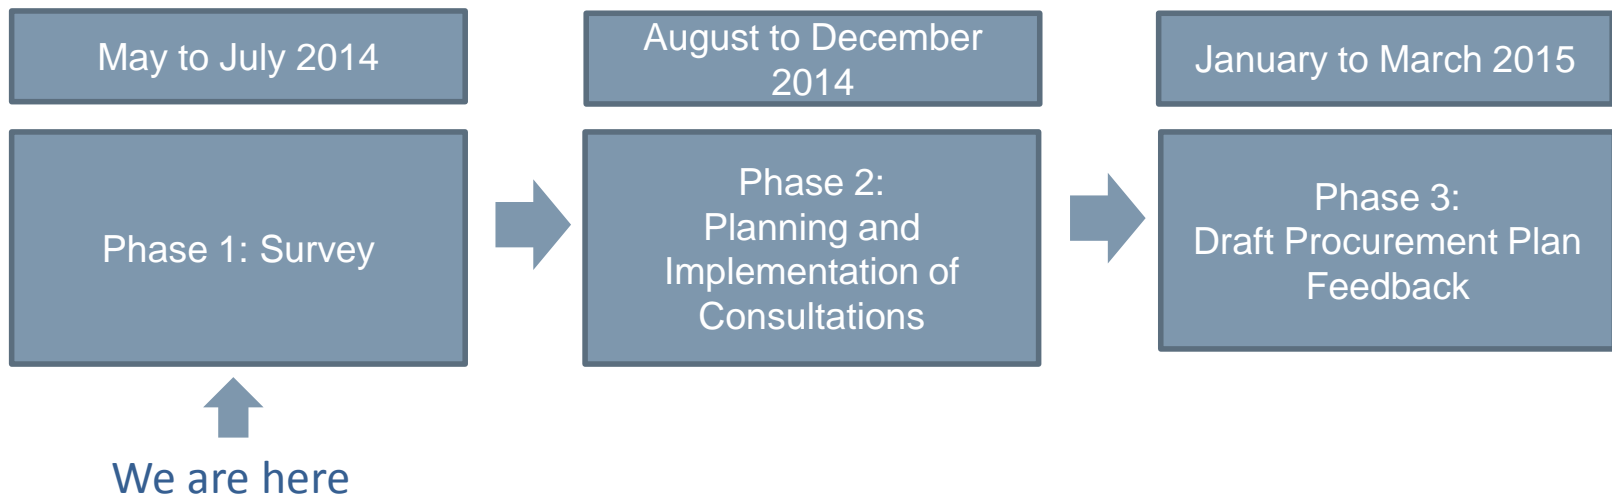 May to July 2014
August to December
2014
January to March 2015
Phase 1: Survey
Phase 2:
Planning and
Implementation of
Consultations
Phase 3:
Draft Procurement Plan
Feedback
We are here